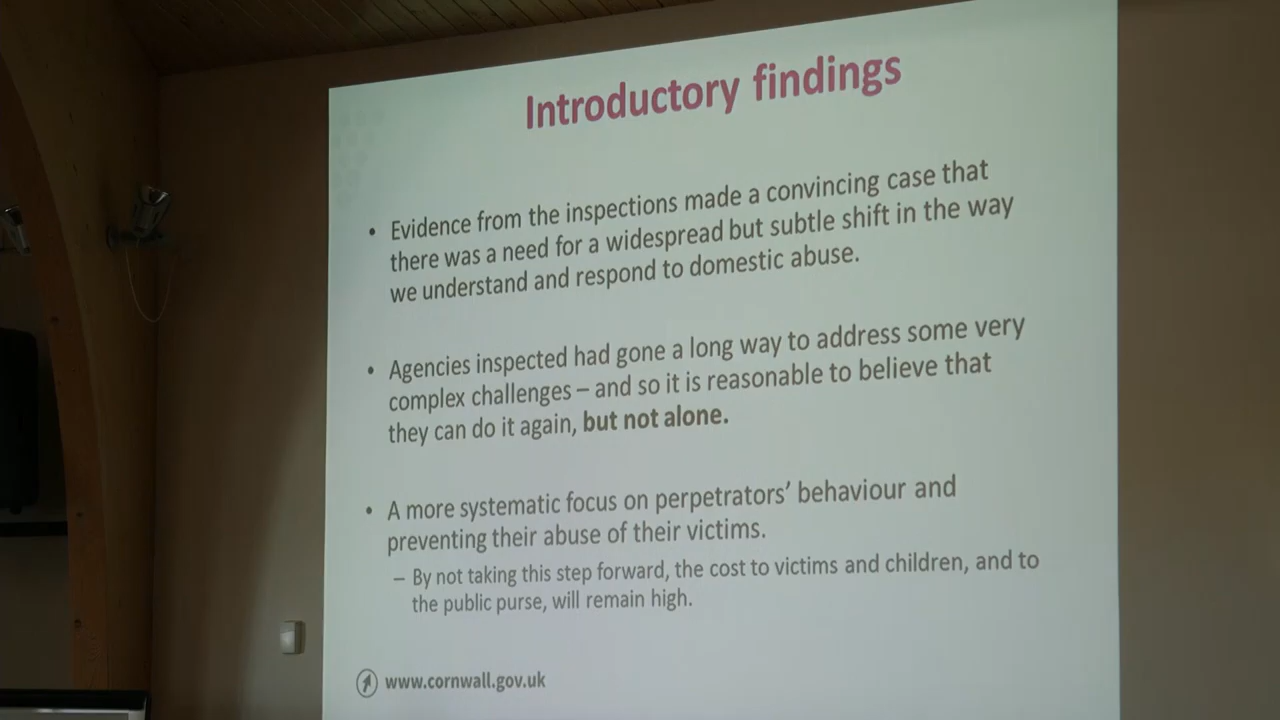 Introductory findings
• Evidence from the inspections made a convincing case that
there was a need for a widespread but subtle shift in the way
we understand and respond to domestic abuse.
• Agencies inspected had gone a long way to address some very
complex challenges – and so it is reasonable to believe that
they can do it again, but not alone.
• A more systematic focus on perpetrators’ behaviour and
preventing their abuse of their victims.
– By not taking this step forward, the cost to victims and children, and to
the public purse, will remain high.
www.cornwall.gov.uk